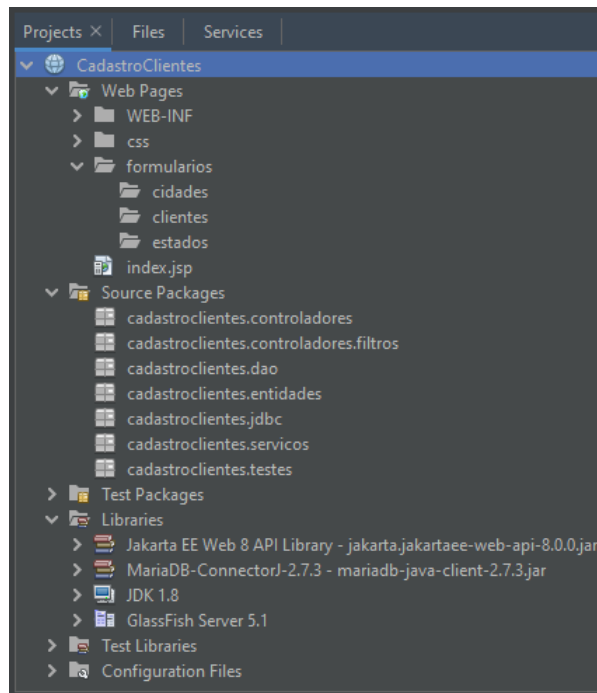 Projects × Files Services
CadastroClientes
Web Pages
WEB-INF
css
formularios
cidades
clientes
estados
index.jsp
Source Packages
cadastroclientes.controladores
cadastroclientes.controladores.filtros
cadastroclientes.dao
cadastroclientes.entidades
cadastroclientes.jdbc
cadastroclientes.servicos
cadastroclientes.testes
Test Packages
Libraries
Jakarta EE Web 8 API Library - jakarta.jakartaee-web-api-8.0.0.jar
MariaDB-ConnectorJ-2.7.3 - mariadb-java-client-2.7.3.jar
JDK 1.8
GlassFish Server 5.1
Test Libraries
Configuration Files